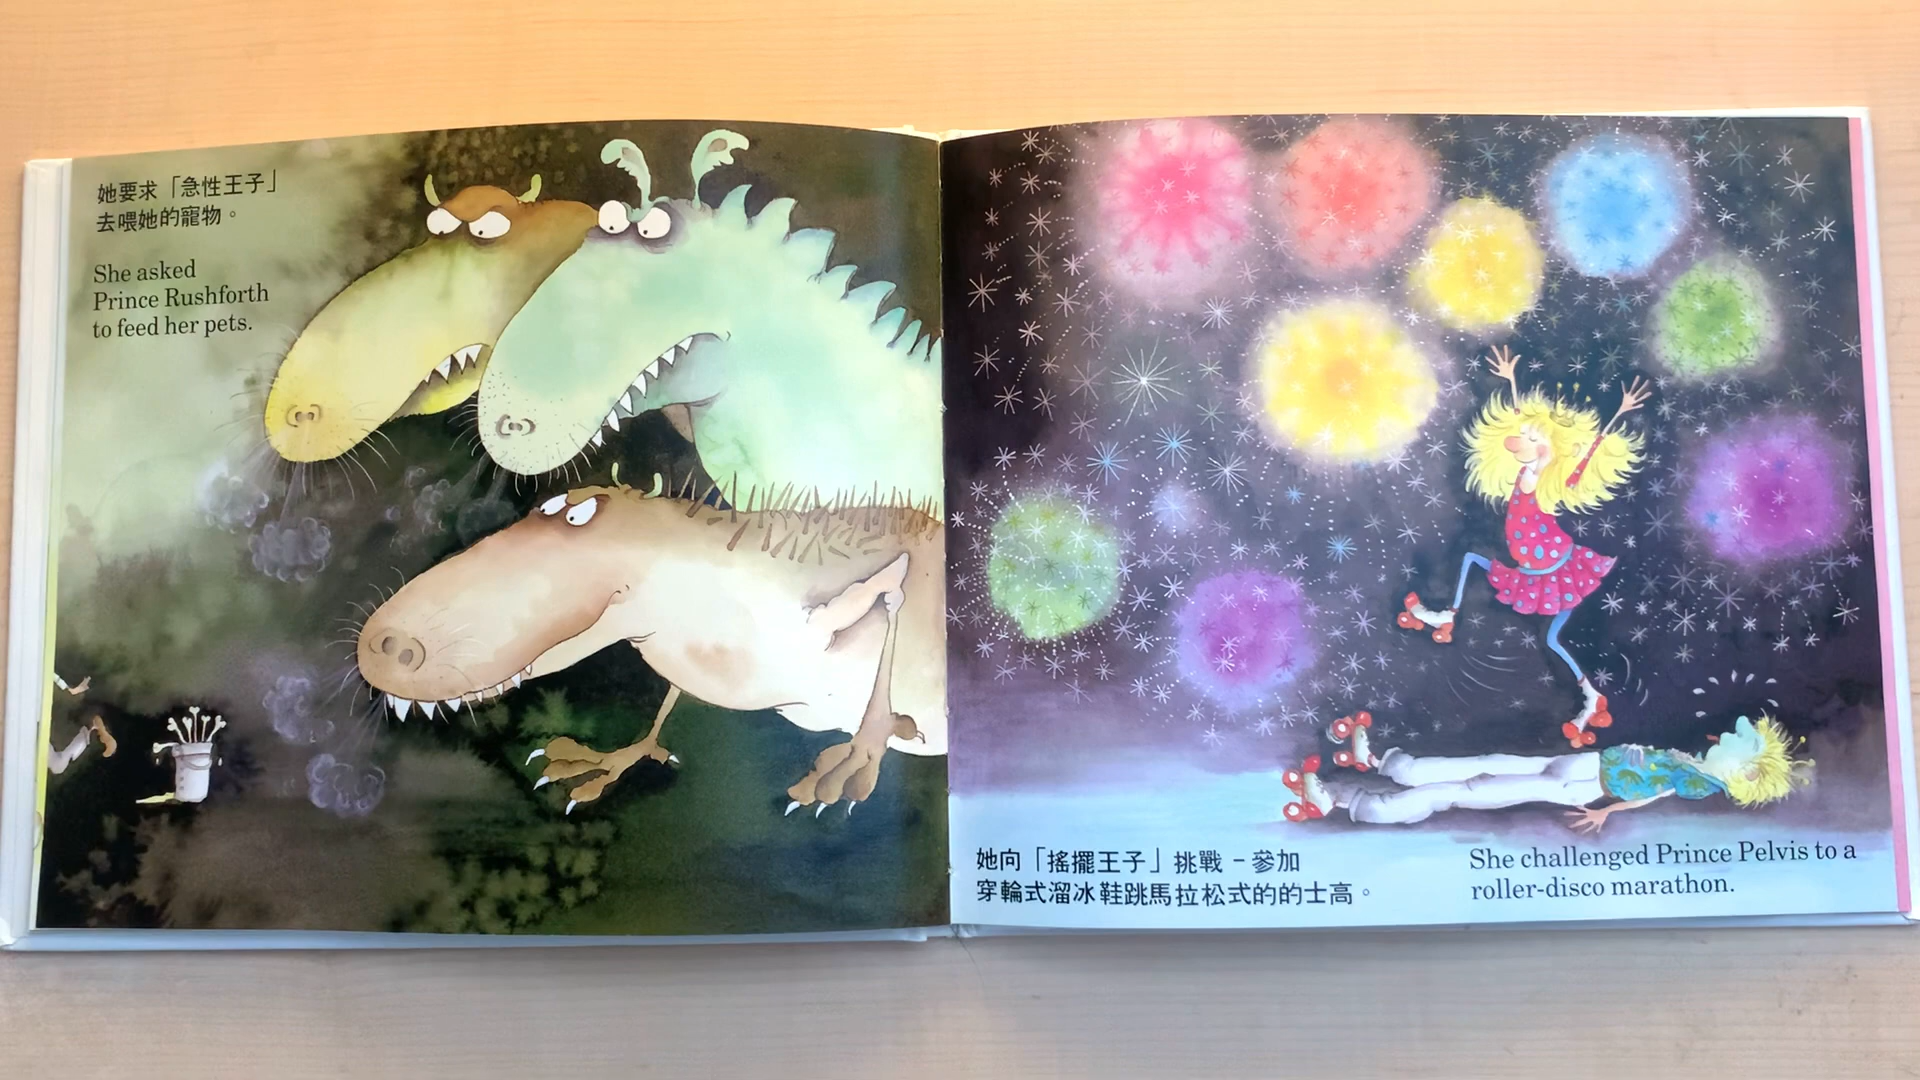 她要求「急性王子」
去喂她的寵物。
She asked
Prince Rushforth
to feed her pets.
她向「搖擺王子」挑戰－參加
穿輪式溜冰鞋跳馬拉松式的的士高。
She challenged Prince Pelvis to a
roller-disco marathon.